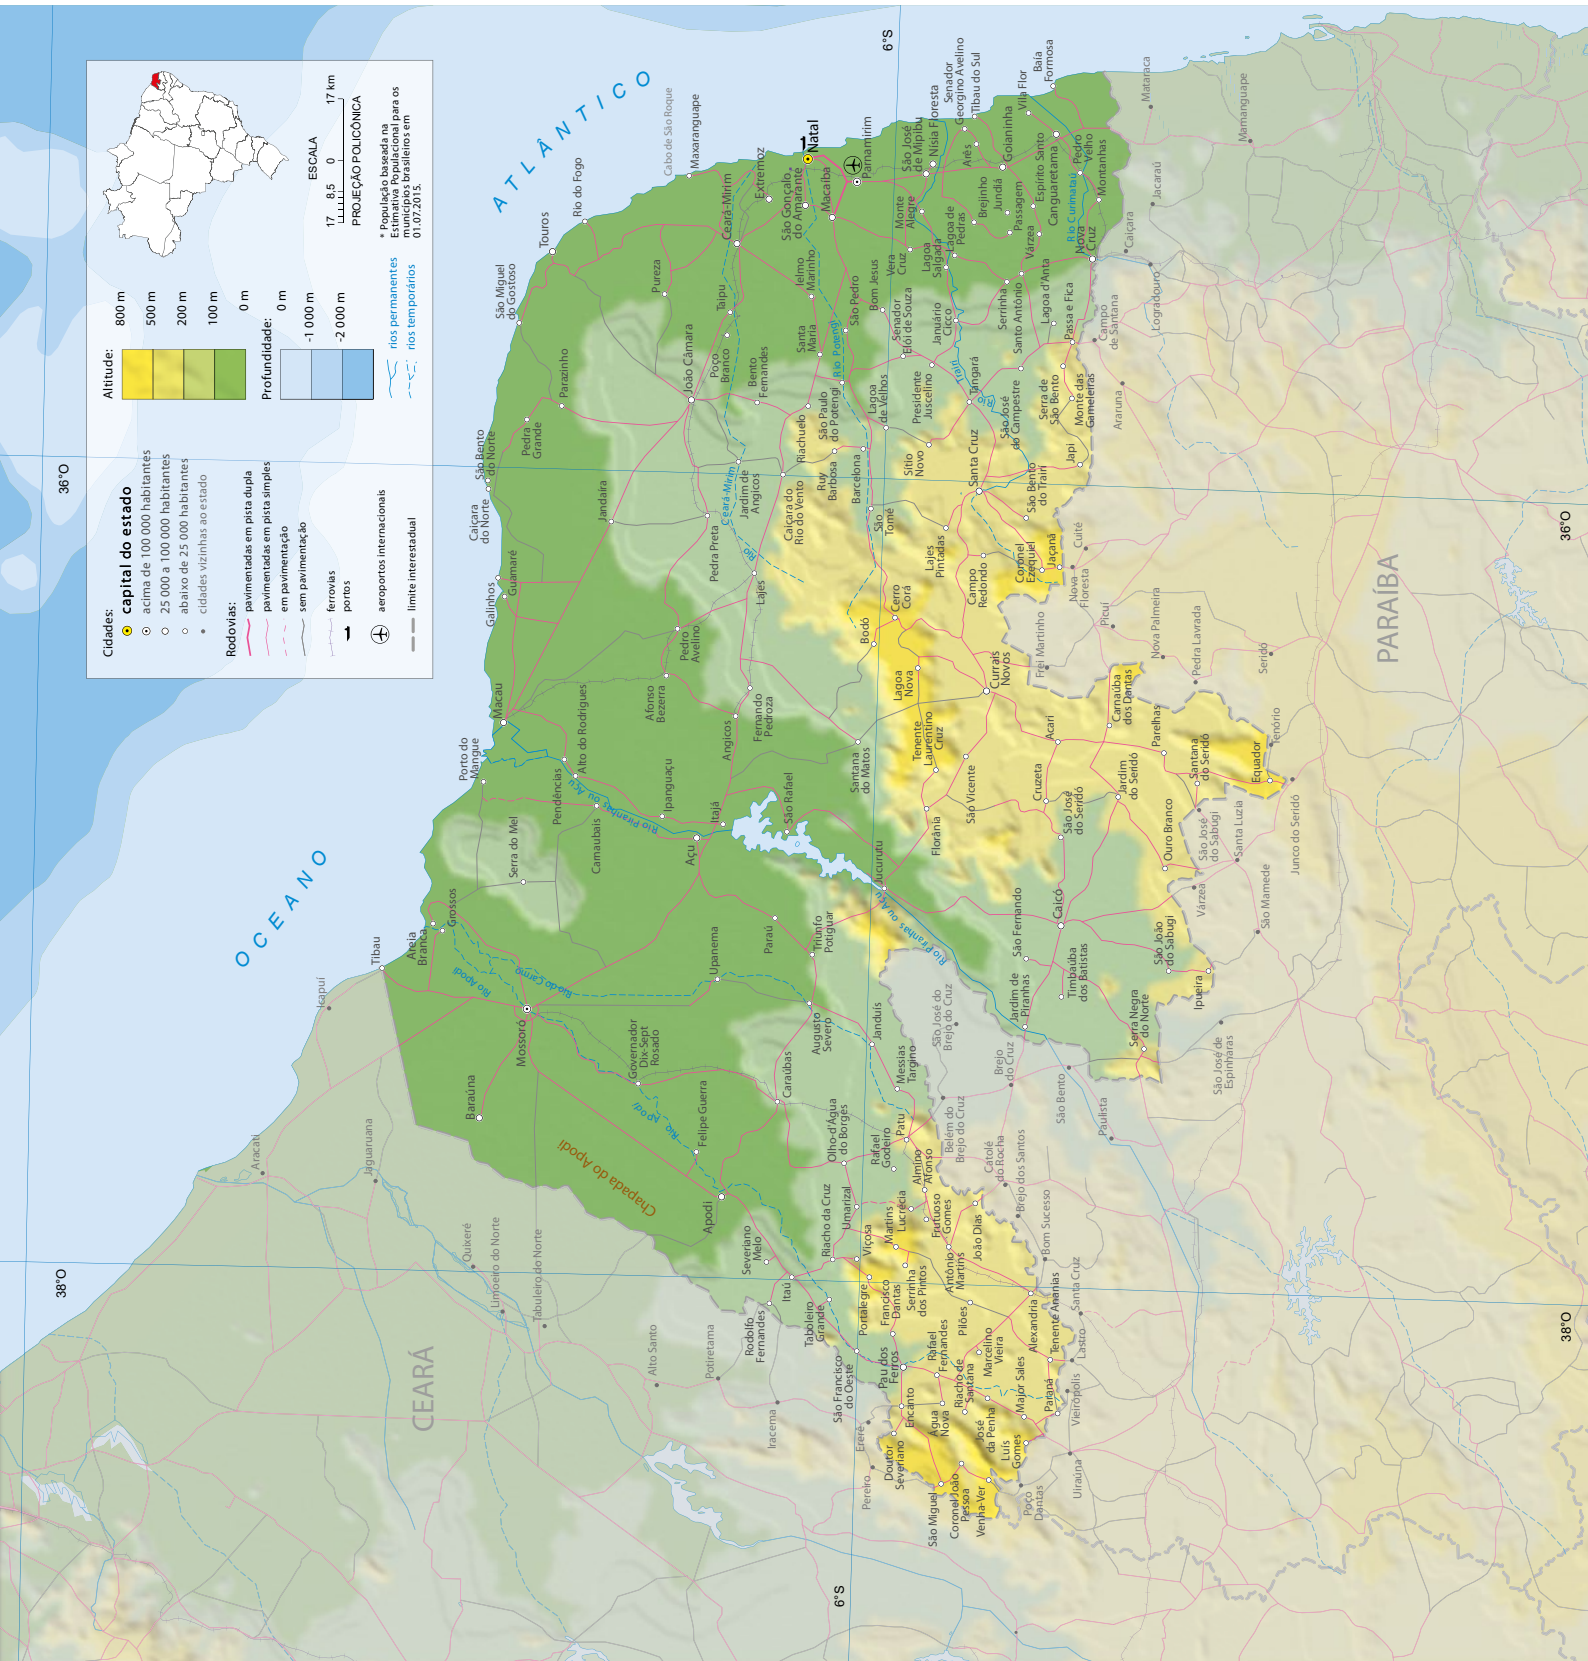 OCEANO
ATLÂNTICO
CEARÁ
PARAÍBA
38°O
36°O
6°S
6°S
38°O
36°O
Cidades:
capital do estado
acima de 100 000 habitantes
25 000 a 100 000 habitantes
abaixo de 25 000 habitantes
cidades vizinhas ao estado
Rodovias:
pavimentadas em pista dupla
pavimentadas em pista simples
em pavimentação
sem pavimentação
ferrovias
portos
aeroportos internacionais
limite interestadual
Altitude:
800 m
500 m
200 m
100 m
0 m
Profundidade:
0 m
-1 000 m
-2 000 m
rios permanentes
rios temporários
ESCALA
17 8,5 0 17 km
PROJEÇÃO POLICÔNICA
* População baseada na
Estimativa Populacional para os
municípios brasileiros em
01.07.2015.
Icapuí
Aracati
Jaguaruana
Quixeré
Limoeiro do Norte
Tabuleiro do Norte
Alto Santo
Potiretama
Iracema
Ererê
Pereiro
Tibau
Areia
Branca
Grossos
Mossoró
Baraúna
Serra do Mel
Porto do
Mangue
Macau
Pendências
Alto do Rodrigues
Carnaubais
Ipanguaçu
Itajá
Açu
São Rafael
Afonso
Bezerra
Pedro
Avelino
Angicos
Fernando
Pedroza
Lajes
Galinhos
Guamaré
Caiçara
do Norte
São Bento
do Norte
Pedra
Grande
Parazinho
Jandaíra
Pedra Preta
Jardim de
Angicos
João Câmara
São Miguel
do Gostoso
Touros
Rio do Fogo
Cabo de São Roque
Maxaranguape
Pureza
Taipu
Poço
Branco
Bento
Fernandes
Ceará-Mirim
Extremoz
Natal
São Gonçalo
do Amarante
Macaíba
Parnamirim
Ielmo
Marinho
Santa
Maria
São Pedro
Riachuelo
São Paulo
do Potengi
Ruy
Barbosa
Caiçara do
Rio do Vento
Barcelona
São
Tomé
Lagoa
de Velhos
Bom Jesus
Senador
Elói de Souza
Presidente
Juscelino
Januário
Cicco
Vera
Cruz
Monte
Alegre
São José
de Mipibu
Nísia Floresta
Senador
Georgino Avelino
Tibau do Sul
Arês
Goianinha
Vila Flor
Baía
Formosa
Lagoa
Salgada
Lagoa de
Pedras
Brejinho
Jundiá
Passagem
Várzea
Espírito Santo
Canguaretama
Pedro
Velho
Montanhas
Nova
Cruz
Serrinha
Santo Antônio
Lagoa d'Anta
Passa e Fica
Tangará
São José
do Campestre
Serra de
São Bento
Monte das
Gameleiras
Japi
Sítio
Novo
Santa Cruz
São Bento
do Trairi
Lajes
Pintadas
Campo
Redondo
Coronel
Ezequiel
Jaçanã
Cerro
Corá
Bodó
Lagoa
Nova
Currais
Novos
Tenente
Laurentino
Cruz
Santana
do Matos
São Vicente
Florânia
Jucurutu
Acari
Carnaúba
dos Dantas
Cruzeta
São José
do Seridó
Jardim
do Seridó
Parelhas
Santana
do Seridó
Equador
Ouro Branco
Caicó
São Fernando
Timbaúba
dos Batistas
Jardim de
Piranhas
São João
do Sabugi
Ipueira
Serra Negra
do Norte
Governador
Dix-Sept
Rosado
Felipe Guerra
Apodi
Caraúbas
Upanema
Paraú
Triunfo
Potiguar
Augusto
Severo
Janduís
Messias
Targino
Patu
Olho-d'Água
do Borges
Rafael
Godeiro
Almino
Afonso
Lucrécia
Frutuoso
Gomes
Martins
Umarizal
Riacho da Cruz
Viçosa
Severiano
Melo
Itaú
Rodolfo
Fernandes
Taboleiro
Grande
Portalegre
Francisco
Dantas
Serrinha
dos Pintos
Antônio
Martins
João Dias
Pilões
Alexandria
Tenente Ananias
Marcelino
Vieira
Rafael
Fernandes
Pau dos
Ferros
São Francisco
do Oeste
Encanto
Água
Nova
Riacho de
Santana
José
da Penha
Major Sales
Paraná
Luís
Gomes
Doutor
Severiano
São Miguel
Coronel João
Pessoa
Venha-Ver
Chapada do Apodi
Rio Apodi
Rio do Carmo
Rio Apodi
Rio Piranhas ou Açu
Rio Piranhas ou Açu
Rio
Ceará-Mirim
Rio Potengi
Rio
Trairi
Rio Curimataú
Mataraca
Mamanguape
Jacaraú
Caiçara
Logradouro
Campo
de Santana
Araruna
Cuité
Nova
Floresta
Picuí
Frei Martinho
Nova Palmeira
Pedra Lavrada
Seridó
Tenório
Junco do Seridó
Santa Luzia
São José
do Sabugi
Várzea
São Mamede
São José de
Espinharas
São Bento
Paulista
Brejo
do Cruz
São José do
Brejo do Cruz
Belém do
Brejo do Cruz
Catolé
do Rocha
Brejo dos Santos
Bom Sucesso
Santa Cruz
Lastro
Vieirópolis
Uiraúna
Poço
Dantas